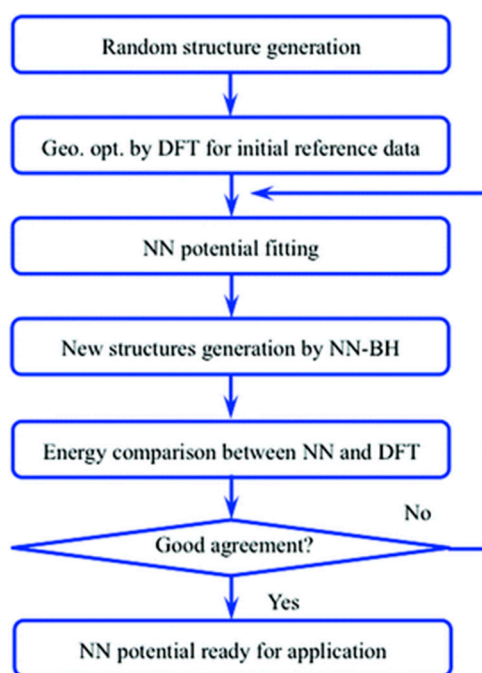 Random structure generation
Geo. opt. by DFT for initial reference data
NN potential fitting
New structures generation by NN-BH
Energy comparison between NN and DFT
No
Good agreement?
Yes
NN potential ready for application